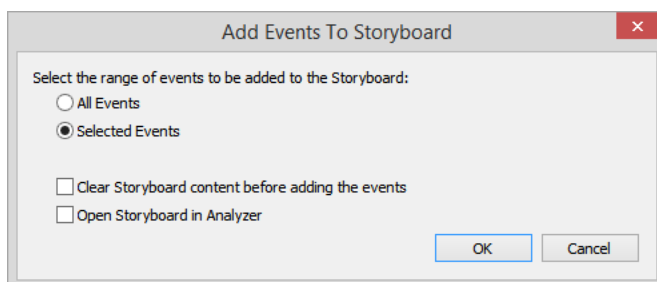 Add Events To Storyboard
Select the range of events to be added to the Storyboard:
All Events
Selected Events
Clear Storyboard content before adding the events
Open Storyboard in Analyzer
OK Cancel